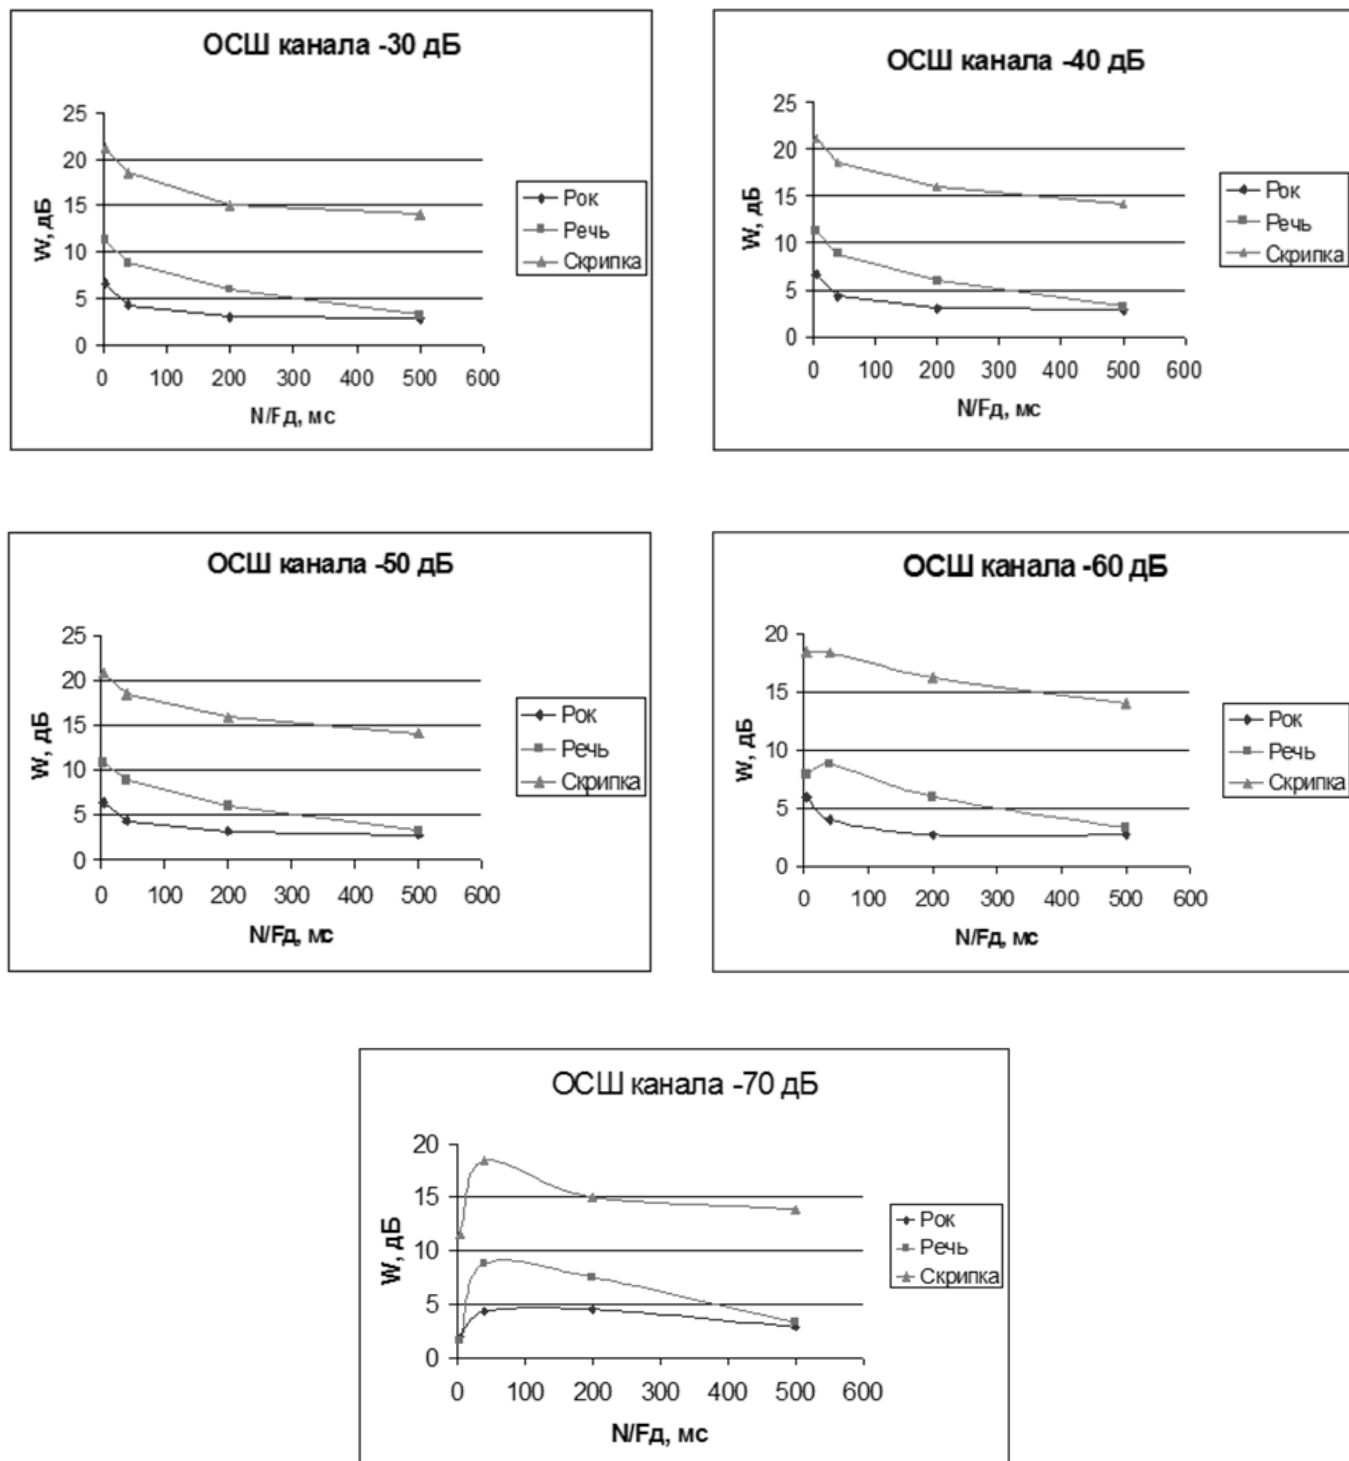 ОСШ канала -30 дБ
25
20
15
10
5
0
W, дБ
0 100 200 300 400 500 600
N/Fд, мс
Рок
Речь
Скрипка
ОСШ канала -40 дБ
25
20
15
10
5
0
W, дБ
0 100 200 300 400 500 600
N/Fд, мс
Рок
Речь
Скрипка
ОСШ канала -50 дБ
25
20
15
10
5
0
W, дБ
0 100 200 300 400 500 600
N/Fд, мс
Рок
Речь
Скрипка
ОСШ канала -60 дБ
20
15
10
5
0
W, дБ
0 100 200 300 400 500 600
N/Fд, мс
Рок
Речь
Скрипка
ОСШ канала -70 дБ
20
15
10
5
0
W, дБ
0 100 200 300 400 500 600
N/Fд, мс
Рок
Речь
Скрипка